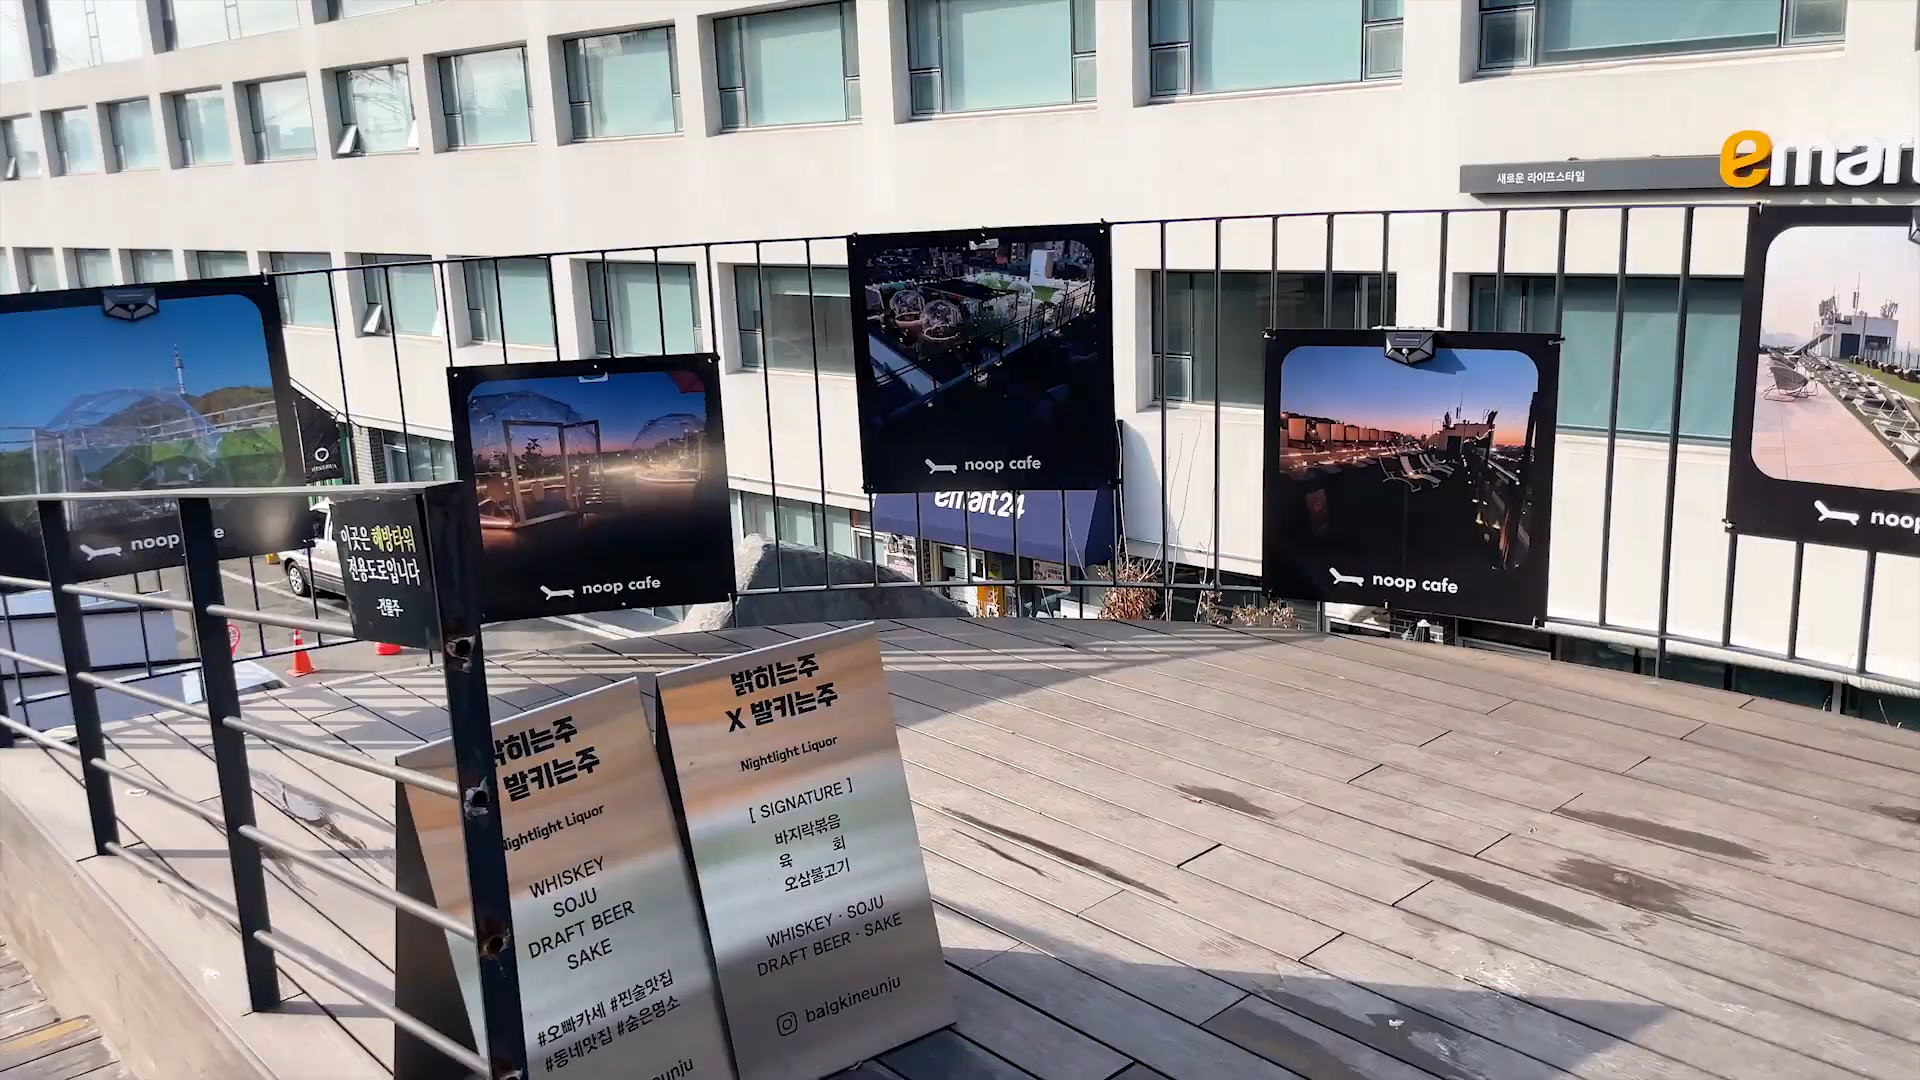 새로운 라이프스타일
emart
MINERVA
noop cafe
noop cafe
noop cafe
emart24
noop cafe
noop
이곳은 해방타워
전용도로입니다
-건물주-
밝히는주
발키는주
Nightlight Liquor
WHISKEY
SOJU
DRAFT BEER
SAKE
#오빠카세 #찐술맛집
#동네맛집 #숨은명소
밝히는주
X 발키는주
Nightlight Liquor
[ SIGNATURE ]
바지락볶음
육 회
오삼불고기
WHISKEY · SOJU
DRAFT BEER · SAKE
balgkineunju